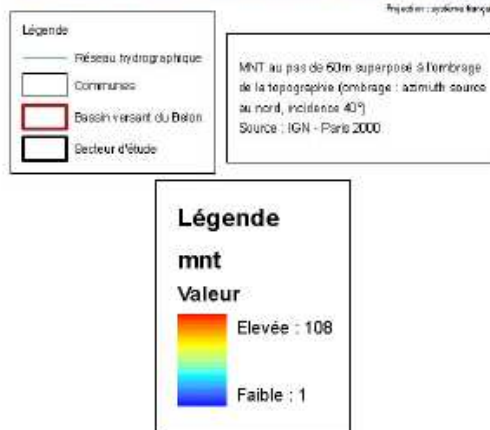 Projection : système frança
Légende
Réseau hydrographique
Communes
Bassin versant du Belon
Secteur d'étude
MNT au pas de 60m superposé à l'ombrage
de la topographie (ombrage : azimuth source
au nord, incidence 40°)
Source : IGN - Paris 2000
Légende
mnt
Valeur
Elevée : 108
Faible : 1